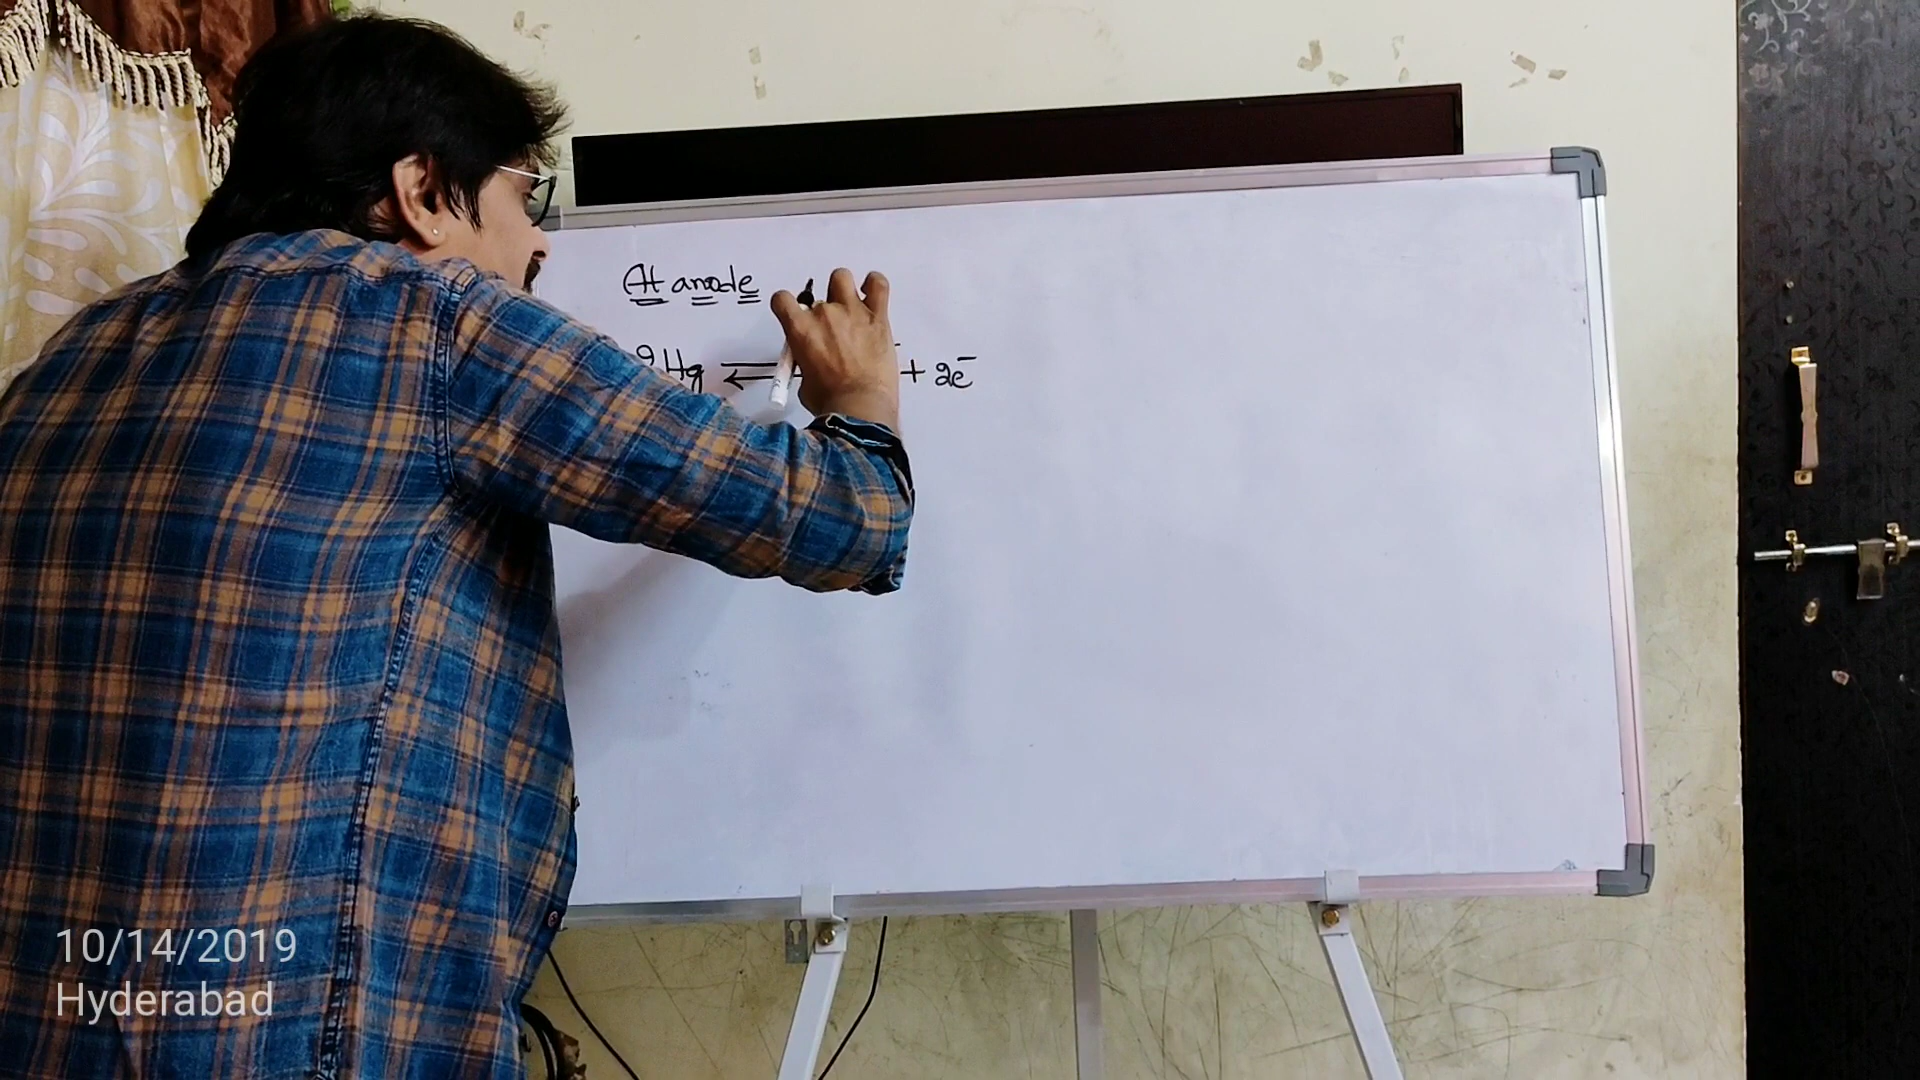 At anode
2Hg ⇌ + 2e⁻
10/14/2019
Hyderabad